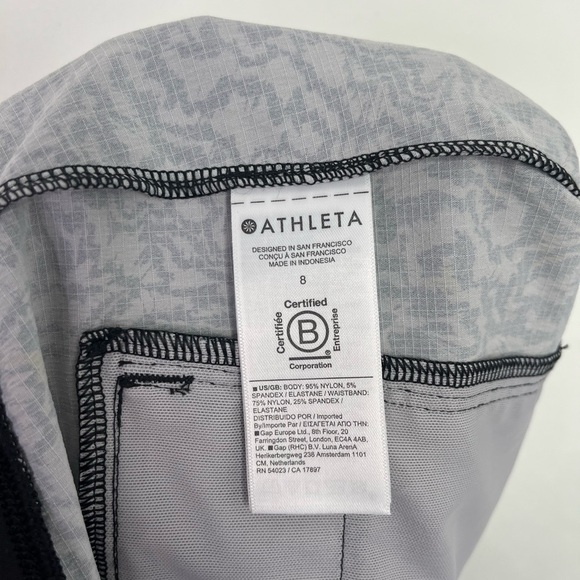 ATHLETA
DESIGNED IN SAN FRANCISCO
CONÇU À SAN FRANCISCO
MADE IN INDONESIA
8
Certified
Certifiée
B
Entreprise
Corporation
US/GB: BODY: 95% NYLON, 5%
SPANDEX / ELASTANE / WAISTBAND:
75% NYLON, 25% SPANDEX /
ELASTANE
DISTRIBUIDO POR / Imported
By/Importe Par / ΕΙΣΑΓΕΤΑΙ ΑΠΟ ΤΗΝ:
Gap Europe Ltd., 8th Floor, 20
Farringdon Street, London, EC4A 4AB,
UK. Gap (RHC) B.V. Luna ArenA
Herikerbergweg 238 Amsterdam 1101
CM, Netherlands
RN 54023 / CA 17897